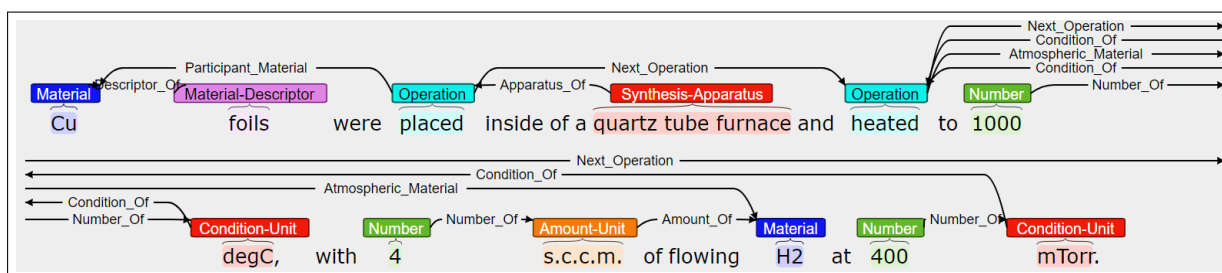 Next_Operation
Condition_Of
Participant_Material Next_Operation Atmospheric_Material
Condition_Of
Descriptor_Of Apparatus_Of Number_Of
Material Material-Descriptor Operation Synthesis-Apparatus Operation Number
Cu foils were placed inside of a quartz tube furnace and heated to 1000
Next_Operation
Condition_Of
Atmospheric_Material
Condition_Of
Number_Of Number_Of Amount_Of Number_Of
Condition-Unit Number Amount-Unit Material Number Condition-Unit
degC, with 4 s.c.c.m. of flowing H2 at 400 mTorr.